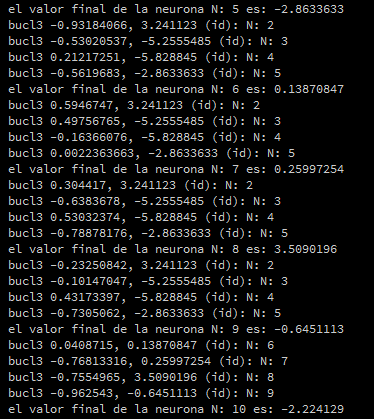 el valor final de la neurona N: 5 es: -2.8633633
bucl3 -0.93184066, 3.241123 (id): N: 2
bucl3 -0.53020537, -5.2555485 (id): N: 3
bucl3 0.21217251, -5.828845 (id): N: 4
bucl3 -0.5619683, -2.8633633 (id): N: 5
el valor final de la neurona N: 6 es: 0.13870847
bucl3 0.5946747, 3.241123 (id): N: 2
bucl3 0.49756765, -5.2555485 (id): N: 3
bucl3 -0.16366076, -5.828845 (id): N: 4
bucl3 0.0022363663, -2.8633633 (id): N: 5
el valor final de la neurona N: 7 es: 0.25997254
bucl3 0.304417, 3.241123 (id): N: 2
bucl3 -0.6383678, -5.2555485 (id): N: 3
bucl3 0.53032374, -5.828845 (id): N: 4
bucl3 -0.78878176, -2.8633633 (id): N: 5
el valor final de la neurona N: 8 es: 3.5090196
bucl3 -0.23250842, 3.241123 (id): N: 2
bucl3 -0.10147047, -5.2555485 (id): N: 3
bucl3 0.43173397, -5.828845 (id): N: 4
bucl3 -0.7305062, -2.8633633 (id): N: 5
el valor final de la neurona N: 9 es: -0.6451113
bucl3 0.0408715, 0.13870847 (id): N: 6
bucl3 -0.76813316, 0.25997254 (id): N: 7
bucl3 -0.7554965, 3.5090196 (id): N: 8
bucl3 -0.962543, -0.6451113 (id): N: 9
el valor final de la neurona N: 10 es: -2.224129